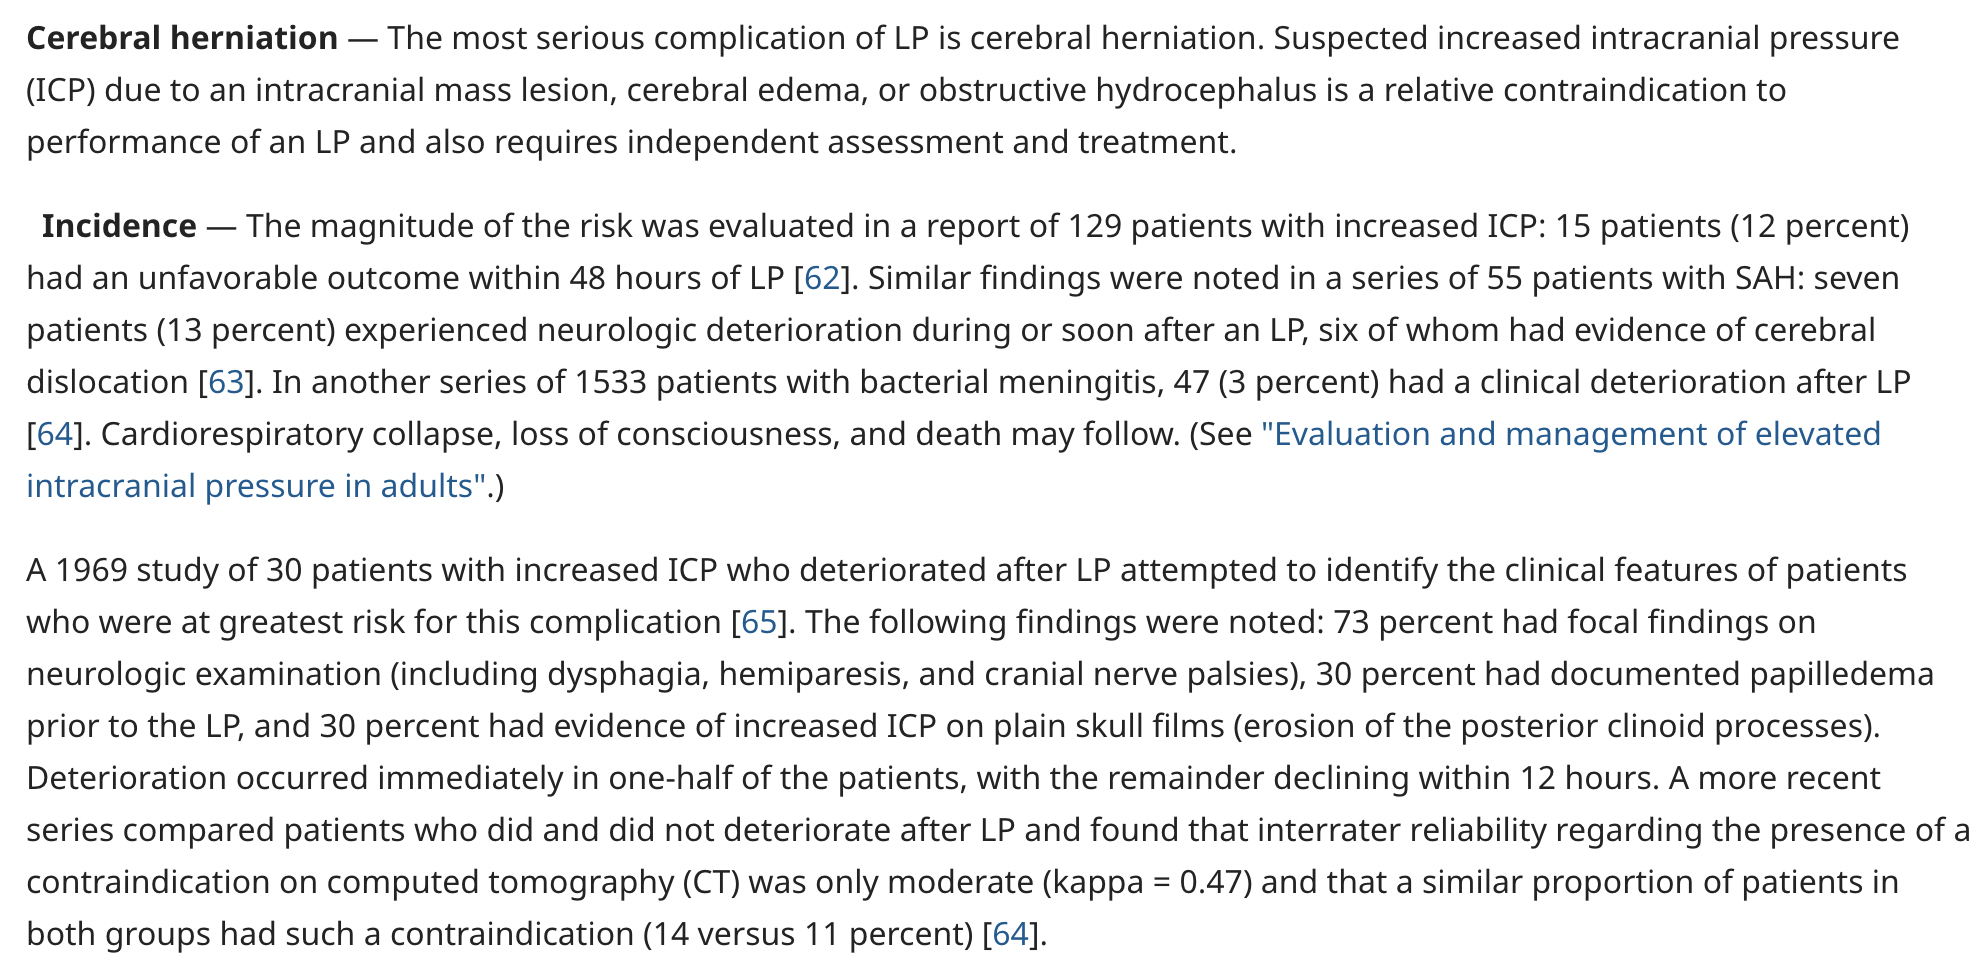 Cerebral herniation — The most serious complication of LP is cerebral herniation. Suspected increased intracranial pressure
(ICP) due to an intracranial mass lesion, cerebral edema, or obstructive hydrocephalus is a relative contraindication to
performance of an LP and also requires independent assessment and treatment.
Incidence — The magnitude of the risk was evaluated in a report of 129 patients with increased ICP: 15 patients (12 percent)
had an unfavorable outcome within 48 hours of LP [62]. Similar findings were noted in a series of 55 patients with SAH: seven
patients (13 percent) experienced neurologic deterioration during or soon after an LP, six of whom had evidence of cerebral
dislocation [63]. In another series of 1533 patients with bacterial meningitis, 47 (3 percent) had a clinical deterioration after LP
[64]. Cardiorespiratory collapse, loss of consciousness, and death may follow. (See "Evaluation and management of elevated
intracranial pressure in adults".)
A 1969 study of 30 patients with increased ICP who deteriorated after LP attempted to identify the clinical features of patients
who were at greatest risk for this complication [65]. The following findings were noted: 73 percent had focal findings on
neurologic examination (including dysphagia, hemiparesis, and cranial nerve palsies), 30 percent had documented papilledema
prior to the LP, and 30 percent had evidence of increased ICP on plain skull films (erosion of the posterior clinoid processes).
Deterioration occurred immediately in one-half of the patients, with the remainder declining within 12 hours. A more recent
series compared patients who did and did not deteriorate after LP and found that interrater reliability regarding the presence of a
contraindication on computed tomography (CT) was only moderate (kappa = 0.47) and that a similar proportion of patients in
both groups had such a contraindication (14 versus 11 percent) [64].